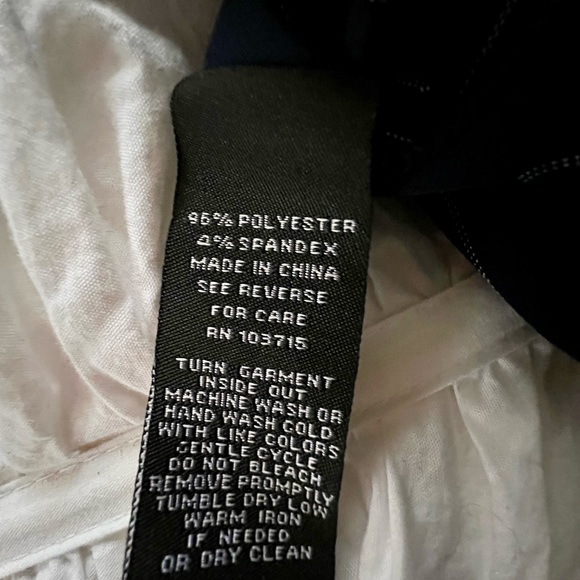 96% POLYESTER
4% SPANDEX
MADE IN CHINA
SEE REVERSE
FOR CARE
RN 103715
TURN GARMENT
INSIDE OUT
MACHINE WASH OR
HAND WASH COLD
WITH LIKE COLORS
GENTLE CYCLE
DO NOT BLEACH
REMOVE PROMPTLY
TUMBLE DRY LOW
WARM IRON
IF NEEDED
OR DRY CLEAN